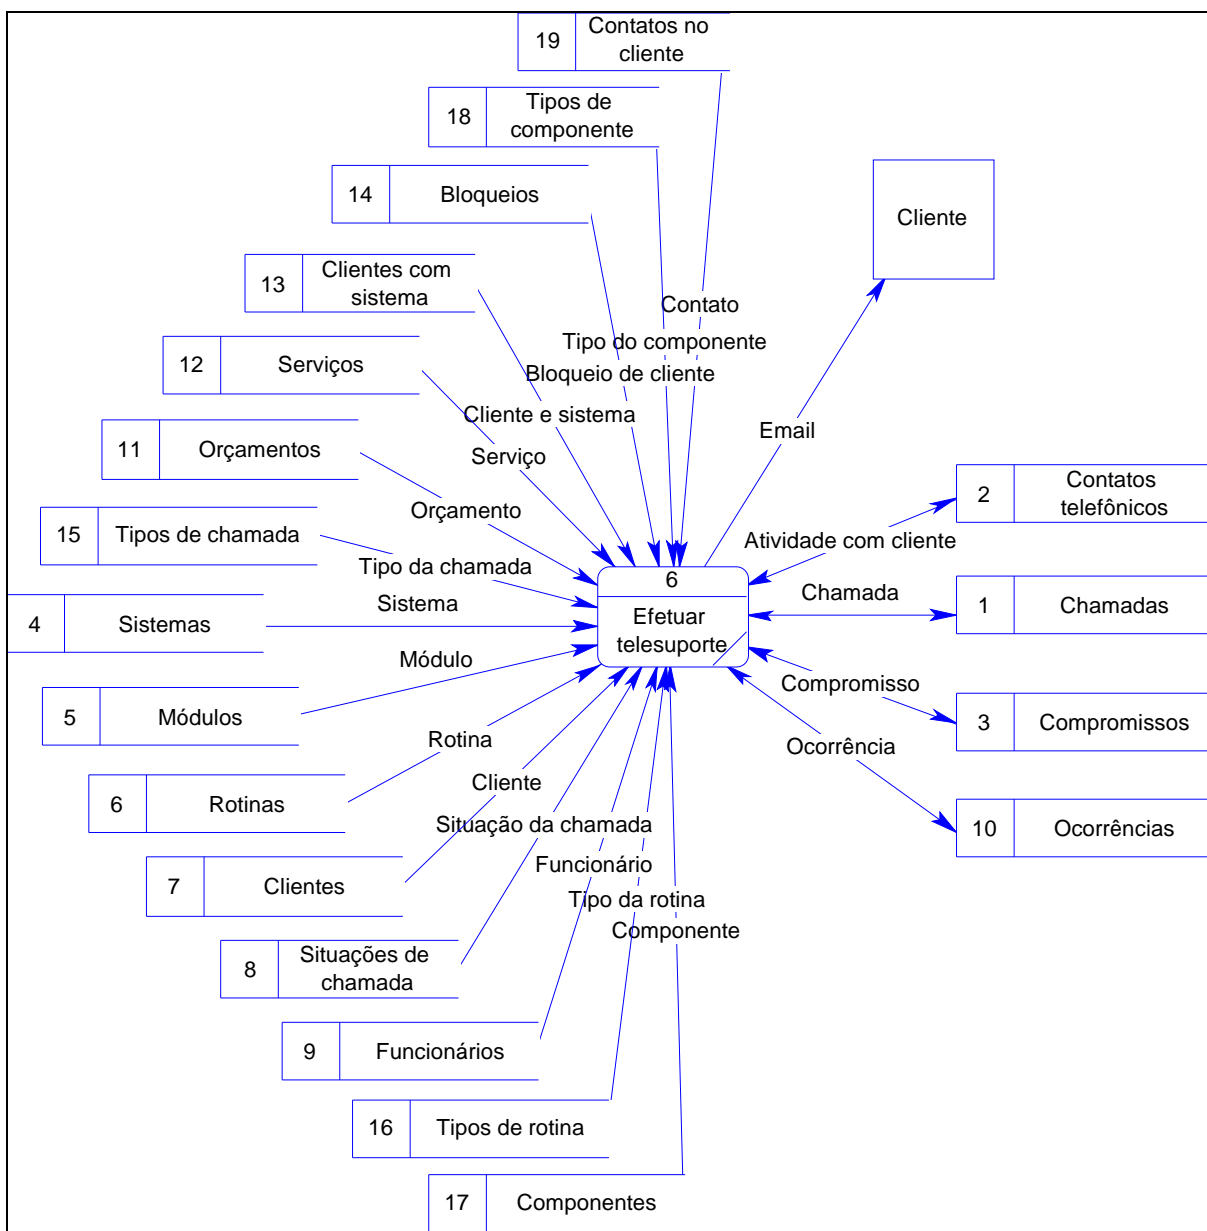 19
Contatos no
cliente
18
Tipos de
componente
14
Bloqueios
Cliente
13
Clientes com
sistema
Contato
12
Serviços
Tipo do componente
Bloqueio de cliente
Cliente e sistema
Email
11
Orçamentos
Serviço
2
Contatos
telefônicos
Orçamento
15
Tipos de chamada
Atividade com cliente
Tipo da chamada
6
Chamada
Sistema
4
Sistemas
Efetuar
telesuporte
1
Chamadas
Módulo
Compromisso
5
Módulos
3
Compromissos
Rotina
Ocorrência
Cliente
6
Rotinas
Situação da chamada
10
Ocorrências
Funcionário
7
Clientes
Tipo da rotina
Componente
8
Situações de
chamada
9
Funcionários
16
Tipos de rotina
17
Componentes